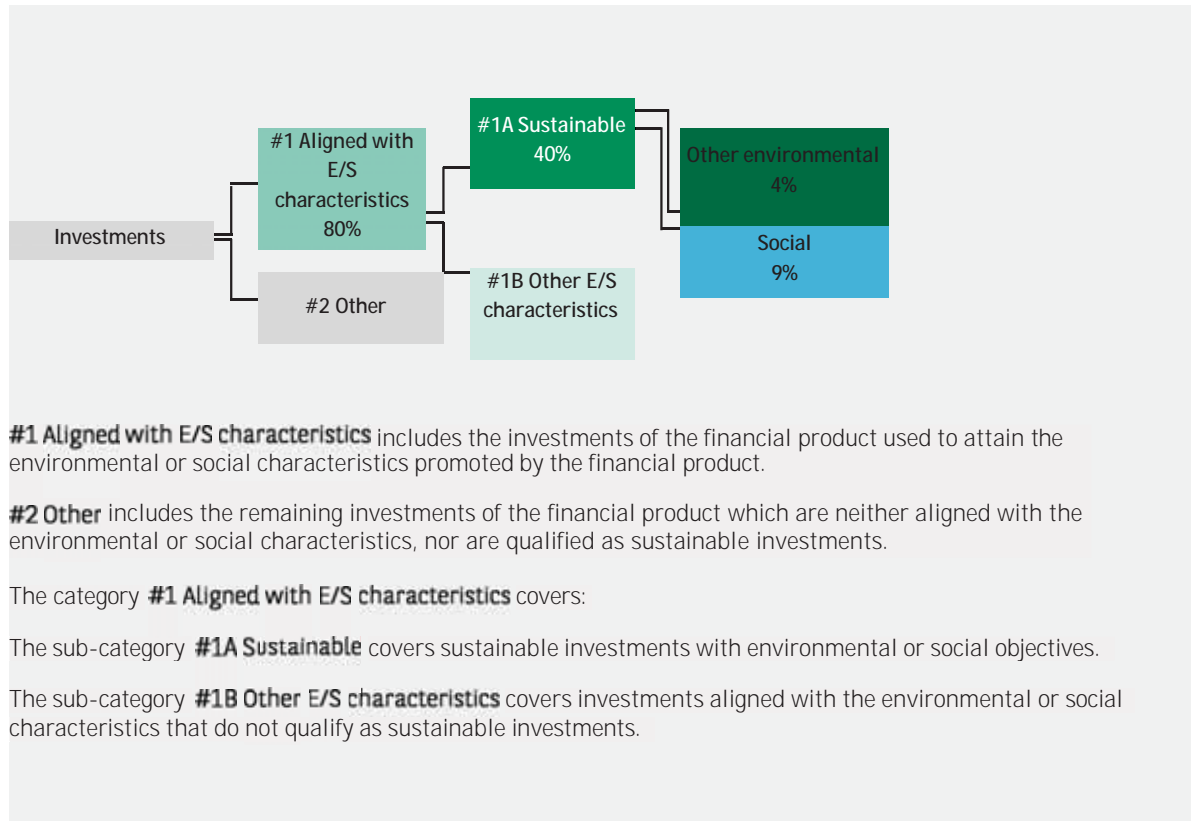 #1A Sustainable
40%
#1 Aligned with
E/S
characteristics
80%
Other environmental
4%
Investments
Social
9%
#2 Other
#1B Other E/S
characteristics
#1 Aligned with E/S characteristics includes the investments of the financial product used to attain the
environmental or social characteristics promoted by the financial product.
#2 Other includes the remaining investments of the financial product which are neither aligned with the
environmental or social characteristics, nor are qualified as sustainable investments.
The category #1 Aligned with E/S characteristics covers:
The sub-category #1A Sustainable covers sustainable investments with environmental or social objectives.
The sub-category #1B Other E/S characteristics covers investments aligned with the environmental or social
characteristics that do not qualify as sustainable investments.